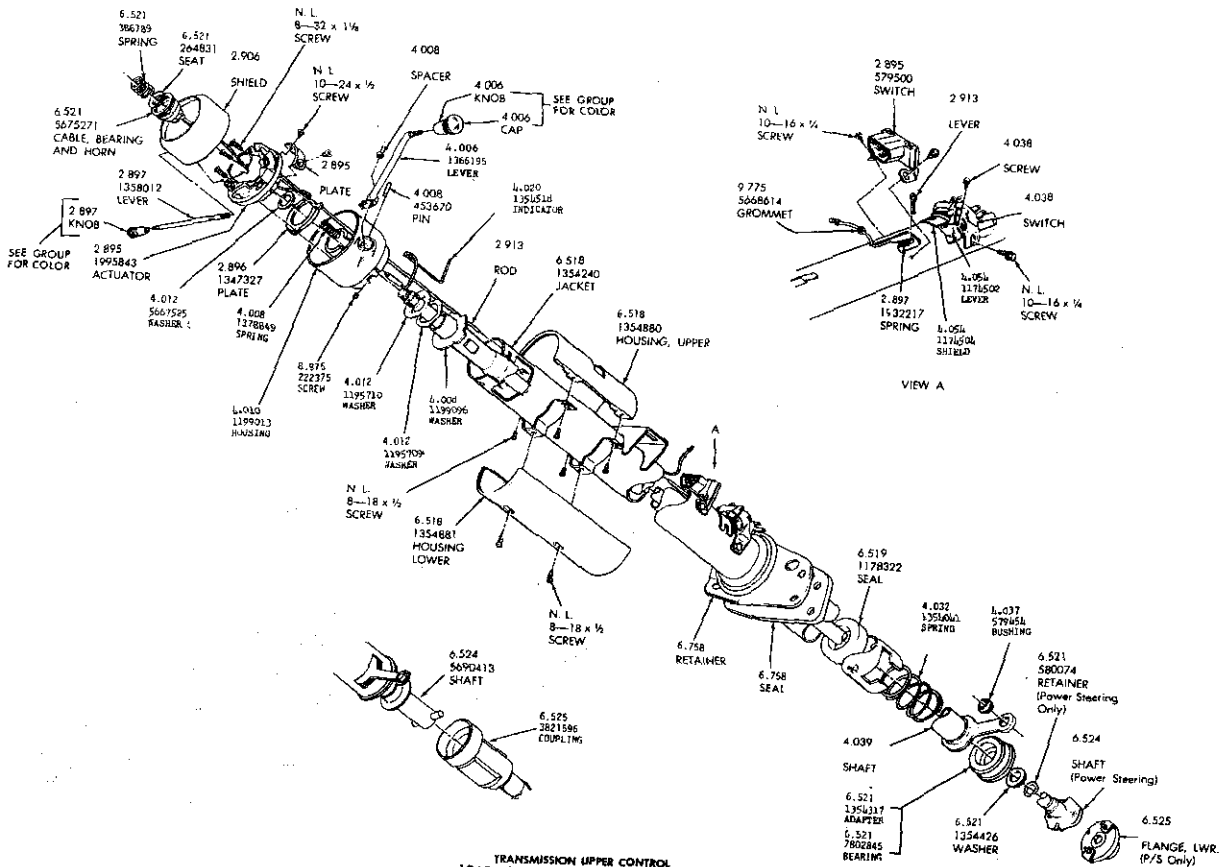 6.521
386789
SPRING
6.521
264831
SEAT
2.906
SHIELD
N. L.
8—32 x 1⅛
SCREW
N. L.
10—24 x ½
SCREW
4.008
SPACER
4.006
KNOB
4.006
CAP
SEE GROUP
FOR COLOR
6.521
5675271
CABLE, BEARING
AND HORN
2.897
1358012
LEVER
2.897
KNOB
SEE GROUP
FOR COLOR
2.895
PLATE
4.006
1366195
LEVER
4.008
453670
PIN
4.020
1354518
INDICATOR
2.895
1995843
ACTUATOR
2.896
1347327
PLATE
4.012
5667525
WASHER
4.008
1378849
SPRING
4.010
1199013
HOUSING
8.975
222375
SCREW
4.012
1195710
WASHER
4.012
1195709
WASHER
4.008
1199096
WASHER
2.913
ROD
6.518
1354240
JACKET
6.518
1354880
HOUSING, UPPER
N. L.
8—18 x ½
SCREW
6.518
1354881
HOUSING
LOWER
N. L.
8—18 x ½
SCREW
2.895
579500
SWITCH
N. L.
10—16 x ¼
SCREW
2.913
LEVER
4.038
SCREW
4.038
SWITCH
9.775
5668614
GROMMET
2.897
1432217
SPRING
4.054
1174502
LEVER
4.054
1174504
SHIELD
N. L.
10—16 x ¼
SCREW
VIEW A
A
6.519
1178322
SEAL
4.032
1354041
SPRING
4.037
579454
BUSHING
6.521
580074
RETAINER
(Power Steering
Only)
6.758
RETAINER
6.758
SEAL
6.524
5690413
SHAFT
6.525
3821596
COUPLING
4.039
SHAFT
6.521
1354317
ADAPTER
6.521
7802845
BEARING
6.521
1354426
WASHER
6.524
SHAFT
(Power Steering)
6.525
FLANGE, LWR.
(P/S Only)
TRANSMISSION UPPER CONTROL